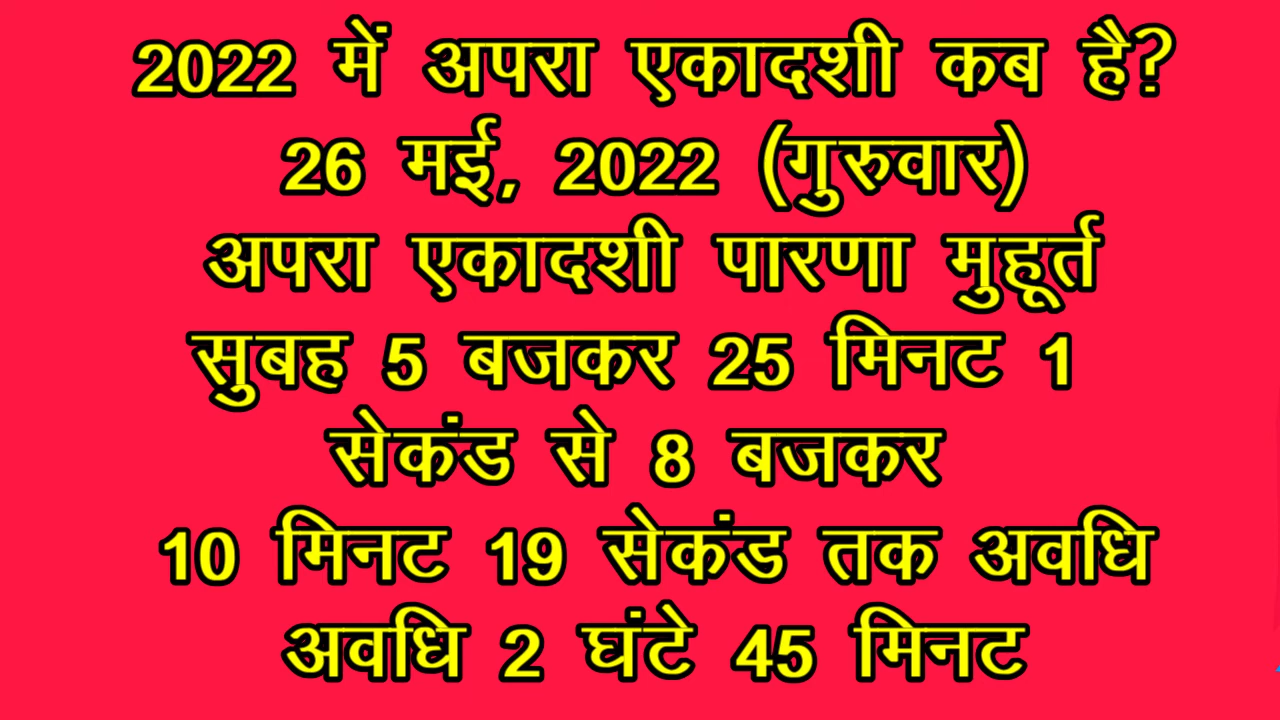 2022 में अपरा एकादशी कब है?
26 मई, 2022 (गुरुवार)
अपरा एकादशी पारणा मुहूर्त
सुबह 5 बजकर 25 मिनट 1
सेकंड से 8 बजकर
10 मिनट 19 सेकंड तक अवधि
अवधि 2 घंटे 45 मिनट